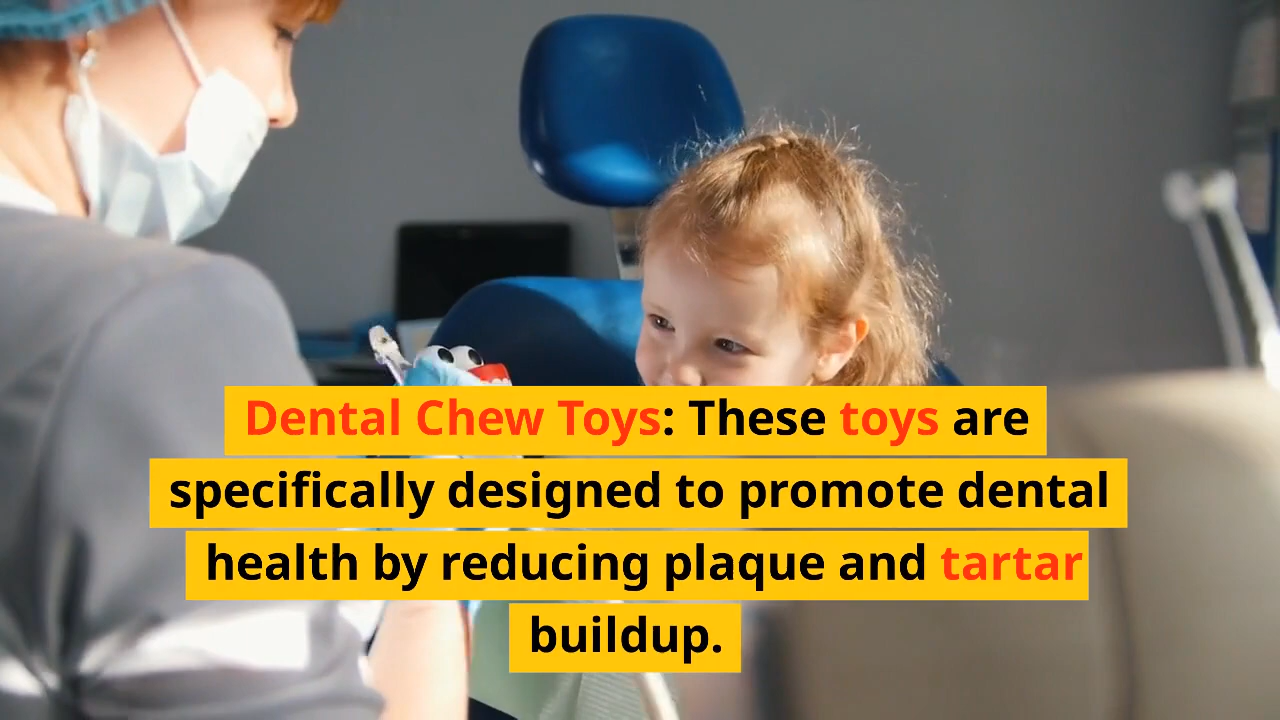 Dental Chew Toys: These toys are
specifically designed to promote dental
health by reducing plaque and tartar
buildup.